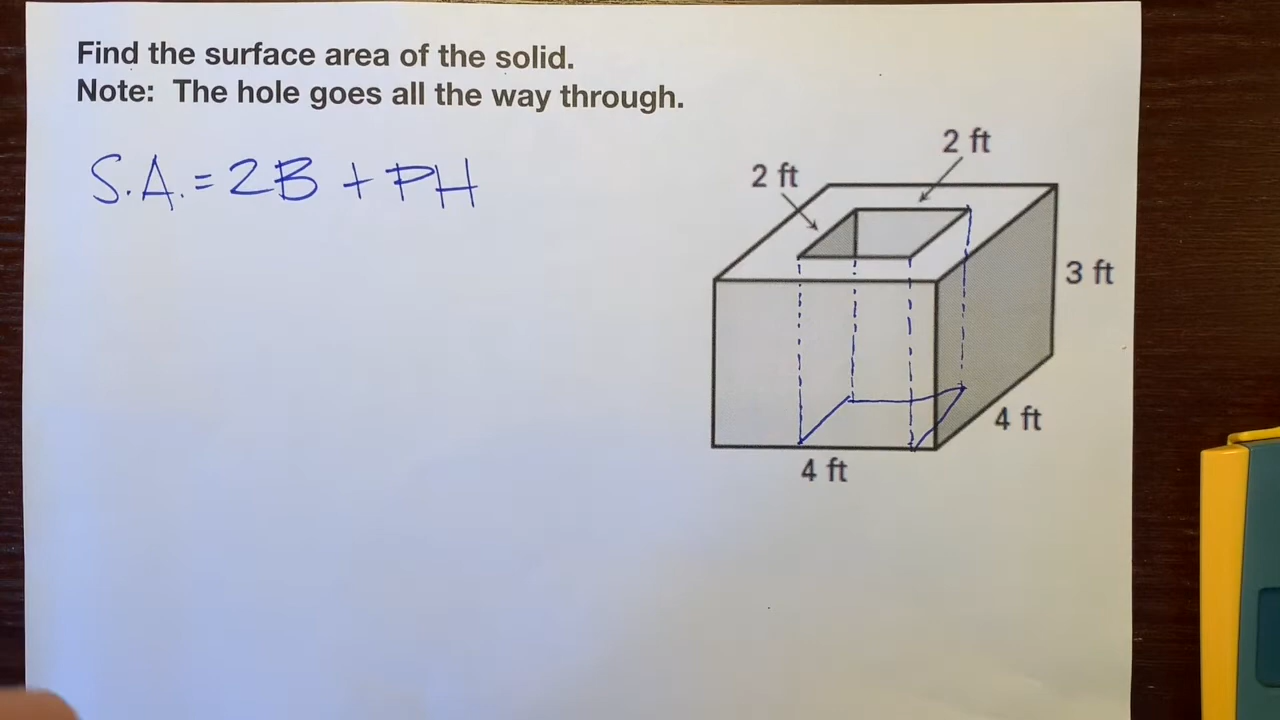 Find the surface area of the solid.
Note: The hole goes all the way through.
S.A. = 2B + PH
2 ft
2 ft
3 ft
4 ft
4 ft